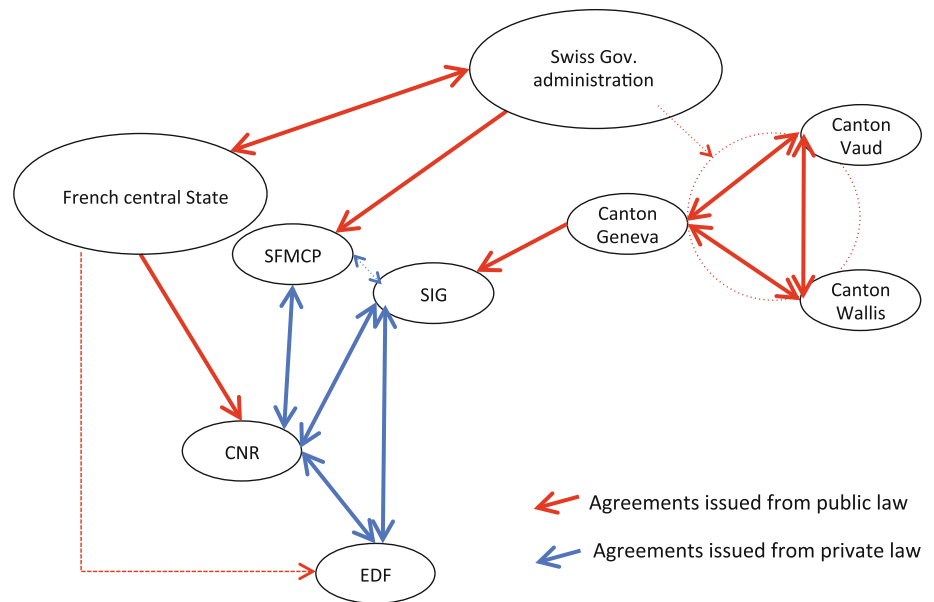 Swiss Gov.
administration
Canton
Vaud
French central State
Canton
Geneva
SFMCP
SIG
Canton
Wallis
CNR
Agreements issued from public law
Agreements issued from private law
EDF